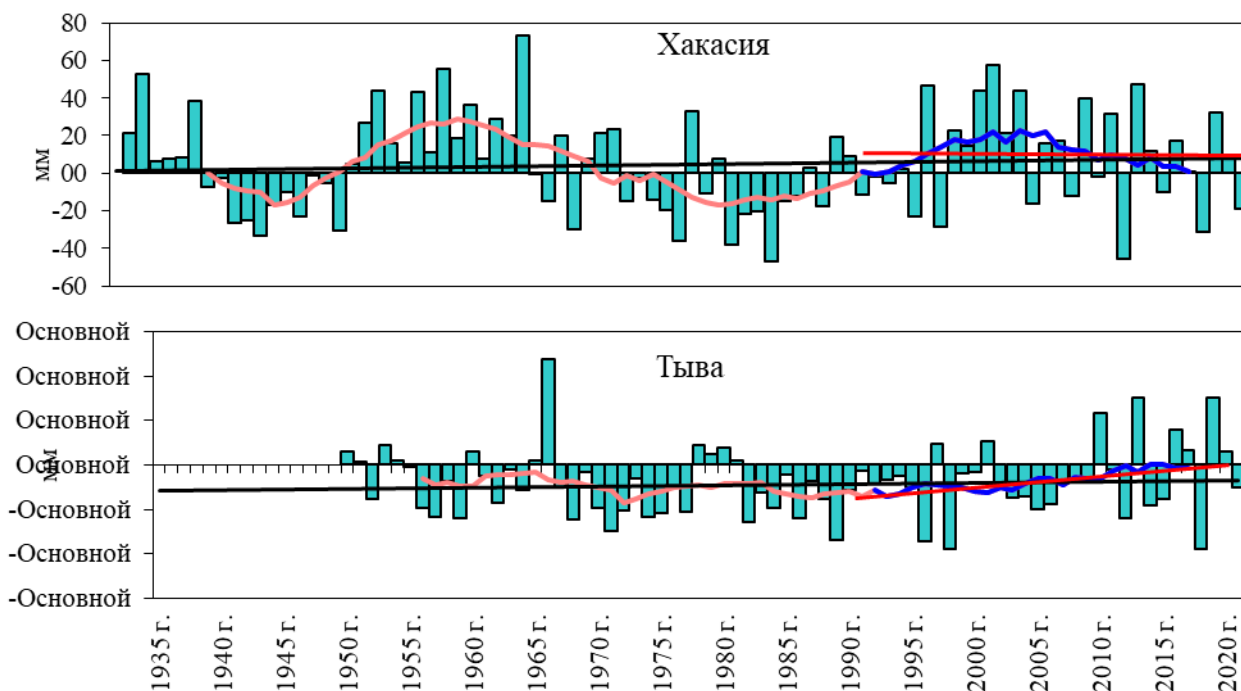 80
Хакасия
60
40
20
мм
00
-20
-40
-60
Основной
Тыва
Основной
Основной
мм
Основной
-Основной
-Основной
-Основной
1935 г.
1940 г.
1945 г.
1950 г.
1955 г.
1960 г.
1965 г.
1970 г.
1975 г.
1980 г.
1985 г.
1990 г.
1995 г.
2000 г.
2005 г.
2010 г.
2015 г.
2020 г.